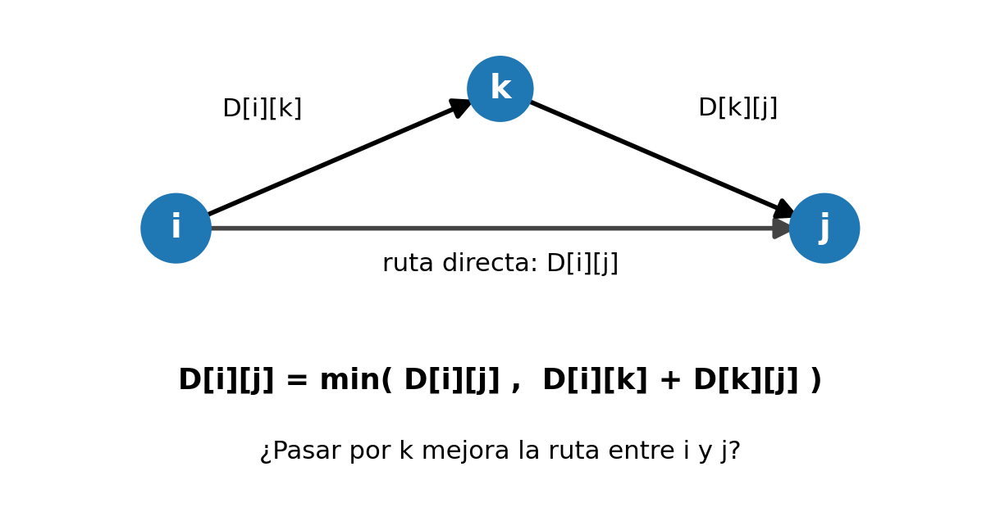 k
D[i][k]
D[k][j]
i
j
ruta directa: D[i][j]
D[i][j] = min( D[i][j] ,  D[i][k] + D[k][j] )
¿Pasar por k mejora la ruta entre i y j?